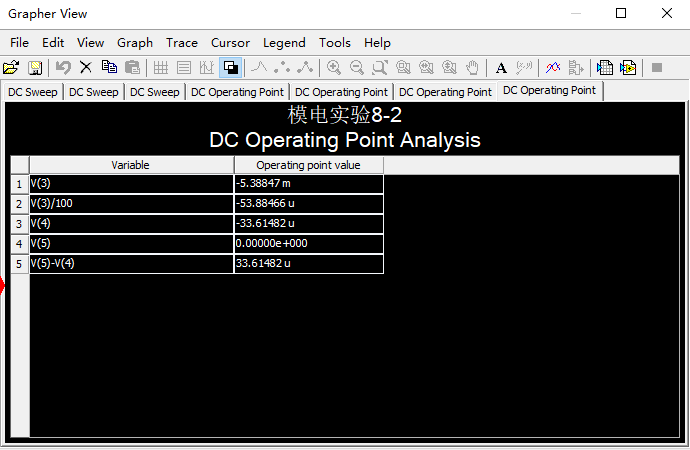 Grapher View
File Edit View Graph Trace Cursor Legend Tools Help
A
DC Sweep DC Sweep DC Sweep DC Operating Point DC Operating Point DC Operating Point DC Operating Point
模电实验8-2
DC Operating Point Analysis
Variable Operating point value
1 V(3) -5.38847 m
2 V(3)/100 -53.88466 u
3 V(4) -33.61482 u
4 V(5) 0.00000e+000
5 V(5)-V(4) 33.61482 u